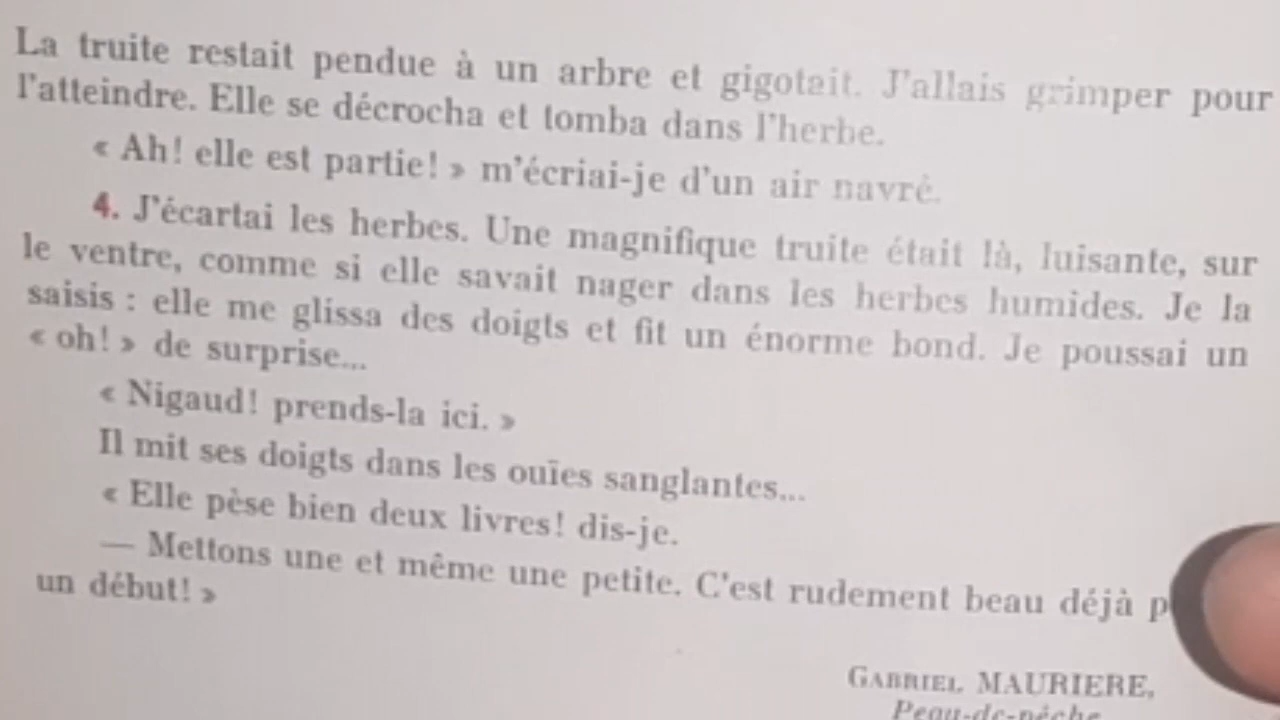 La truite restait pendue à un arbre et gigotait. J'allais grimper pour
l'atteindre. Elle se décrocha et tomba dans l'herbe.
« Ah! elle est partie! » m'écriai-je d'un air navré.
4. J'écartai les herbes. Une magnifique truite était là, luisante, sur
le ventre, comme si elle savait nager dans les herbes humides. Je la
saisis : elle me glissa des doigts et fit un énorme bond. Je poussai un
« oh! » de surprise...
« Nigaud! prends-la ici. »
Il mit ses doigts dans les ouïes sanglantes...
« Elle pèse bien deux livres! dis-je.
— Mettons une et même une petite. C'est rudement beau déjà
un début! »
GABRIEL MAURIERE,
Peau-de-pêche